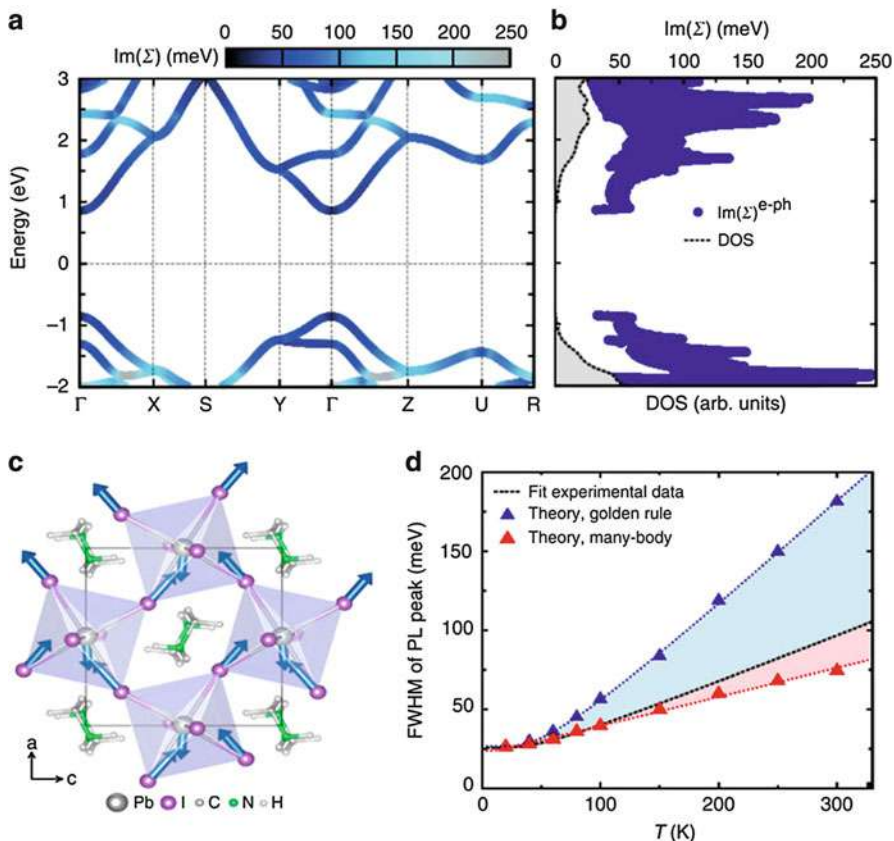 a
Im(Σ) (meV)
0 50 100 150 200 250
Energy (eV)
3
2
1
0
−1
−2
Γ X S Y Γ Z U R
b
Im(Σ) (meV)
50 100 150 200 250
Im(Σ)e-ph
DOS
DOS (arb. units)
c
a
c
Pb I C N H
d
FWHM of PL peak (meV)
200
150
100
50
0
Fit experimental data
Theory, golden rule
Theory, many-body
0 100 200 300
T (K)